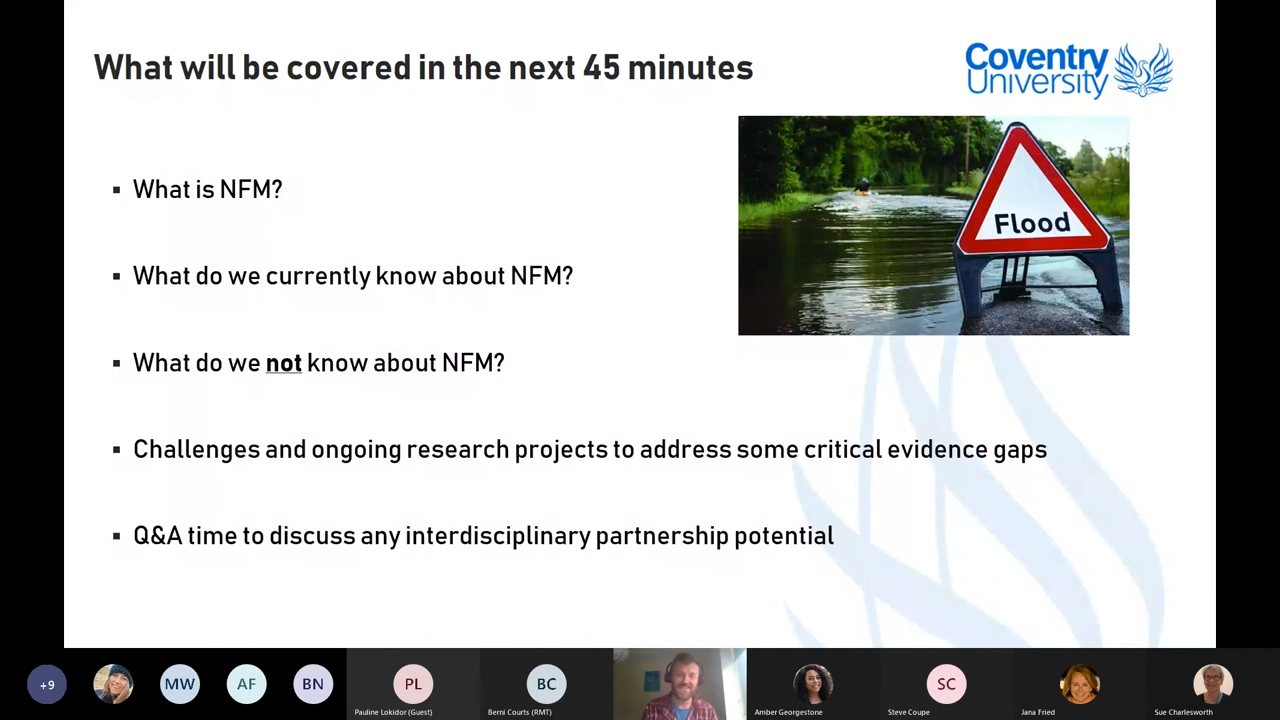 What will be covered in the next 45 minutes
Coventry
University
Flood
▪ What is NFM?
▪ What do we currently know about NFM?
▪ What do we not know about NFM?
▪ Challenges and ongoing research projects to address some critical evidence gaps
▪ Q&A time to discuss any interdisciplinary partnership potential
+9
MW
AF
BN
PL
Pauline Lokidor (Guest)
BC
Berni Courts (RMT)
Amber Georgestone
SC
Steve Coupe
Jana Fried
Sue Charlesworth